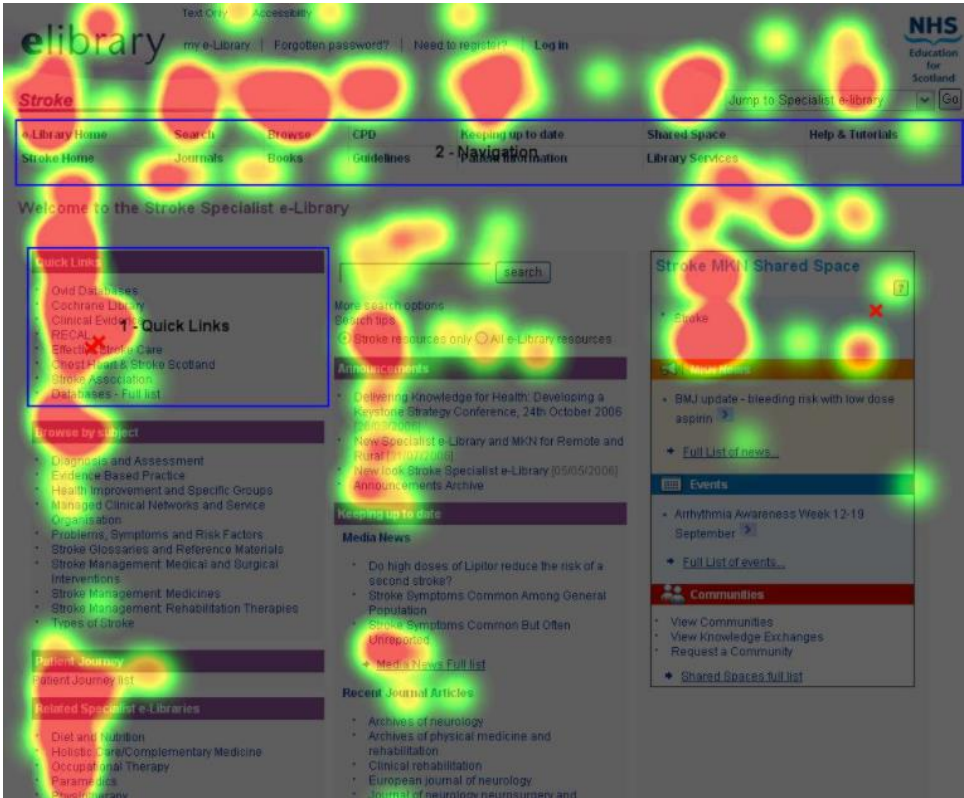 Text Only Accessibility
elibrary
my e-Library | Forgotten password? | Need to register? | Log in
NHS
Education
for
Scotland
Stroke
Jump to Specialist e-library Go
e-Library Home Search Browse CPD Keeping up to date Shared Space Help & Tutorials
Stroke Home Journals Books Guidelines Patient Information Library Services
2 - Navigation
Welcome to the Stroke Specialist e-Library
Quick Links
Ovid Databases
Cochrane Library
Clinical Evidence
RECAL
1 - Quick Links
Effective Stroke Care
Chest Heart & Stroke Scotland
Stroke Association
Databases - Full list
Browse by subject
Diagnosis and Assessment
Evidence Based Practice
Health Improvement and Specific Groups
Managed Clinical Networks and Service
Organisation
Problems, Symptoms and Risk Factors
Stroke Glossaries and Reference Materials
Stroke Management: Medical and Surgical
Interventions
Stroke Management: Medicines
Stroke Management: Rehabilitation Therapies
Types of Stroke
Patient Journey
Patient Journey list
Related Specialist e-Libraries
Diet and Nutrition
Holistic Care/Complementary Medicine
Occupational Therapy
Paramedics
Physiotherapy
search
More search options
Search tips
Stroke resources only All e-Library resources
Announcements
Delivering Knowledge for Health: Developing a
Keystone Strategy Conference, 24th October 2006
New Specialist e-Library and MKN for Remote and
Rural [31/07/2006]
New look Stroke Specialist e-Library [05/05/2006]
Announcements Archive
Keeping up to date
Media News
Do high doses of Lipitor reduce the risk of a
second stroke?
Stroke Symptoms Common Among General
Population
Stroke Symptoms Common But Often
Unreported
Media News Full list
Recent Journal Articles
Archives of neurology
Archives of physical medicine and
rehabilitation
Clinical rehabilitation
European journal of neurology
Journal of neurology neurosurgery and
Stroke MKN Shared Space
?
Stroke
MKN News
BMJ update - bleeding risk with low dose
aspirin
Full List of news...
Events
Arrhythmia Awareness Week 12-19
September
Full List of events...
Communities
View Communities
View Knowledge Exchanges
Request a Community
Shared Spaces full list